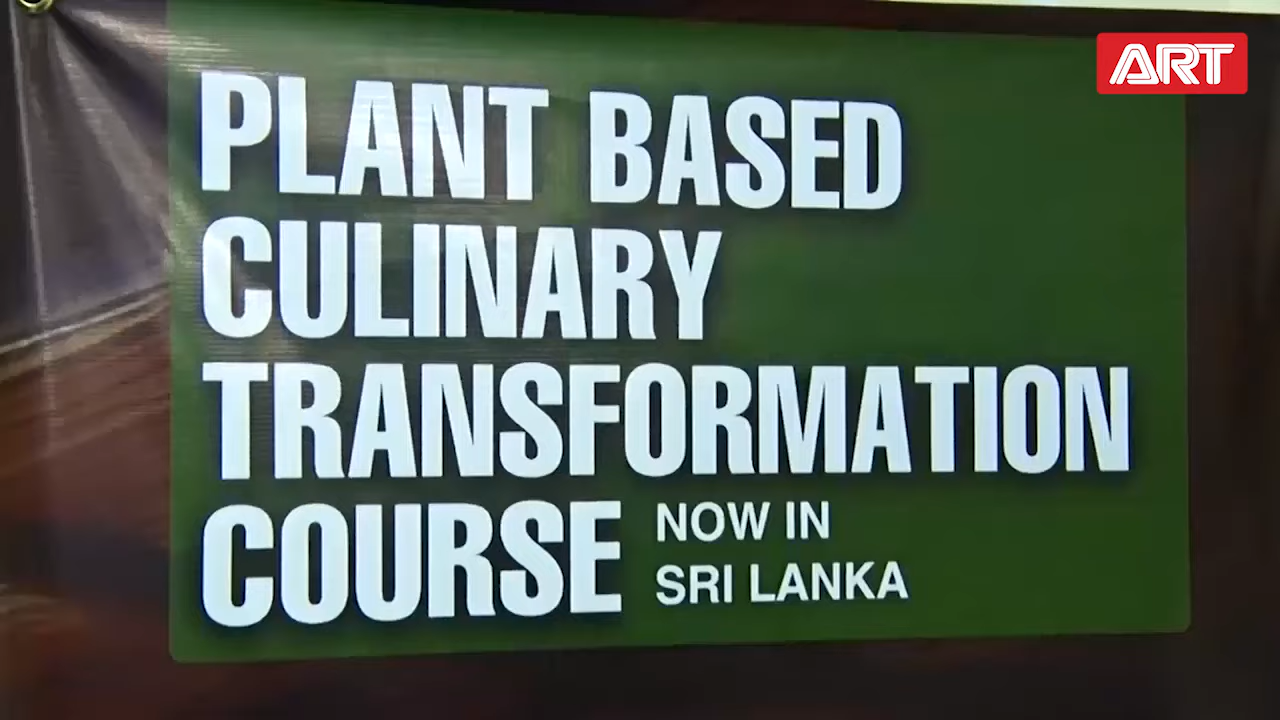 ART
PLANT BASED
CULINARY
TRANSFORMATION
COURSE
NOW IN
SRI LANKA